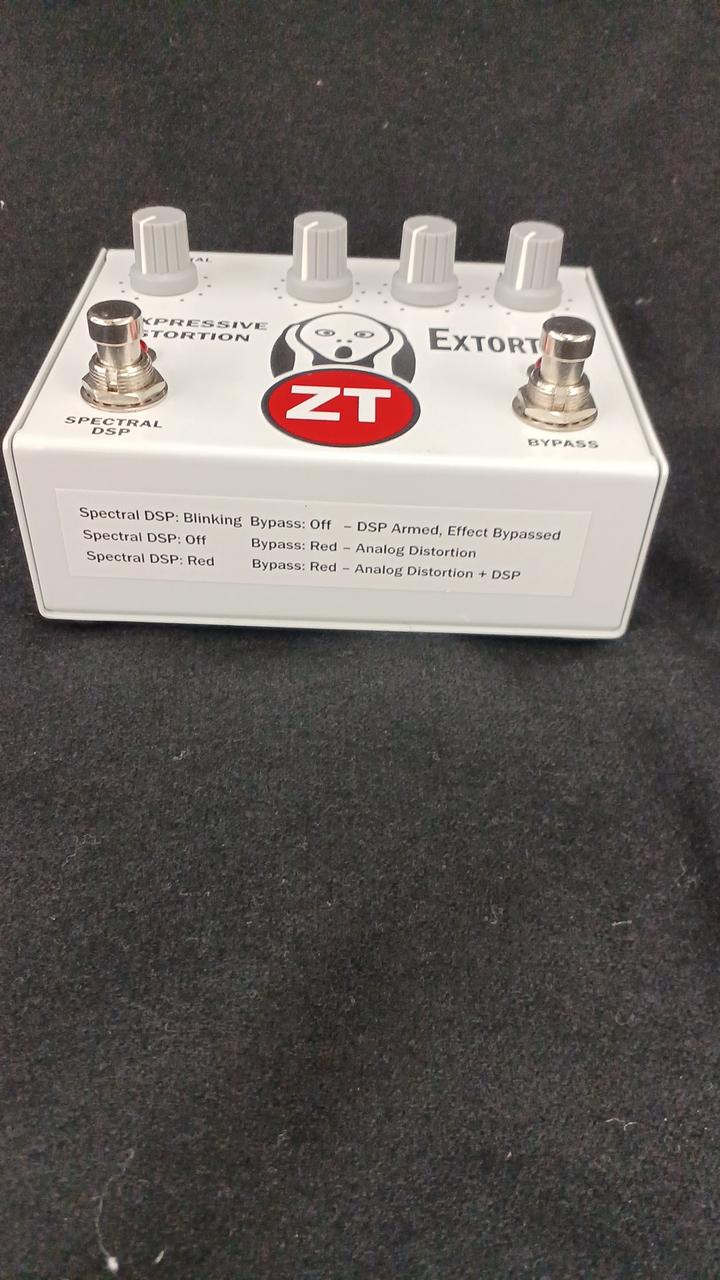 XPRESSIVE
STORTION
EXTORT
ZT
SPECTRAL
DSP
BYPASS
Spectral DSP: Blinking Bypass: Off – DSP Armed, Effect Bypassed
Spectral DSP: Off Bypass: Red – Analog Distortion
Spectral DSP: Red Bypass: Red – Analog Distortion + DSP